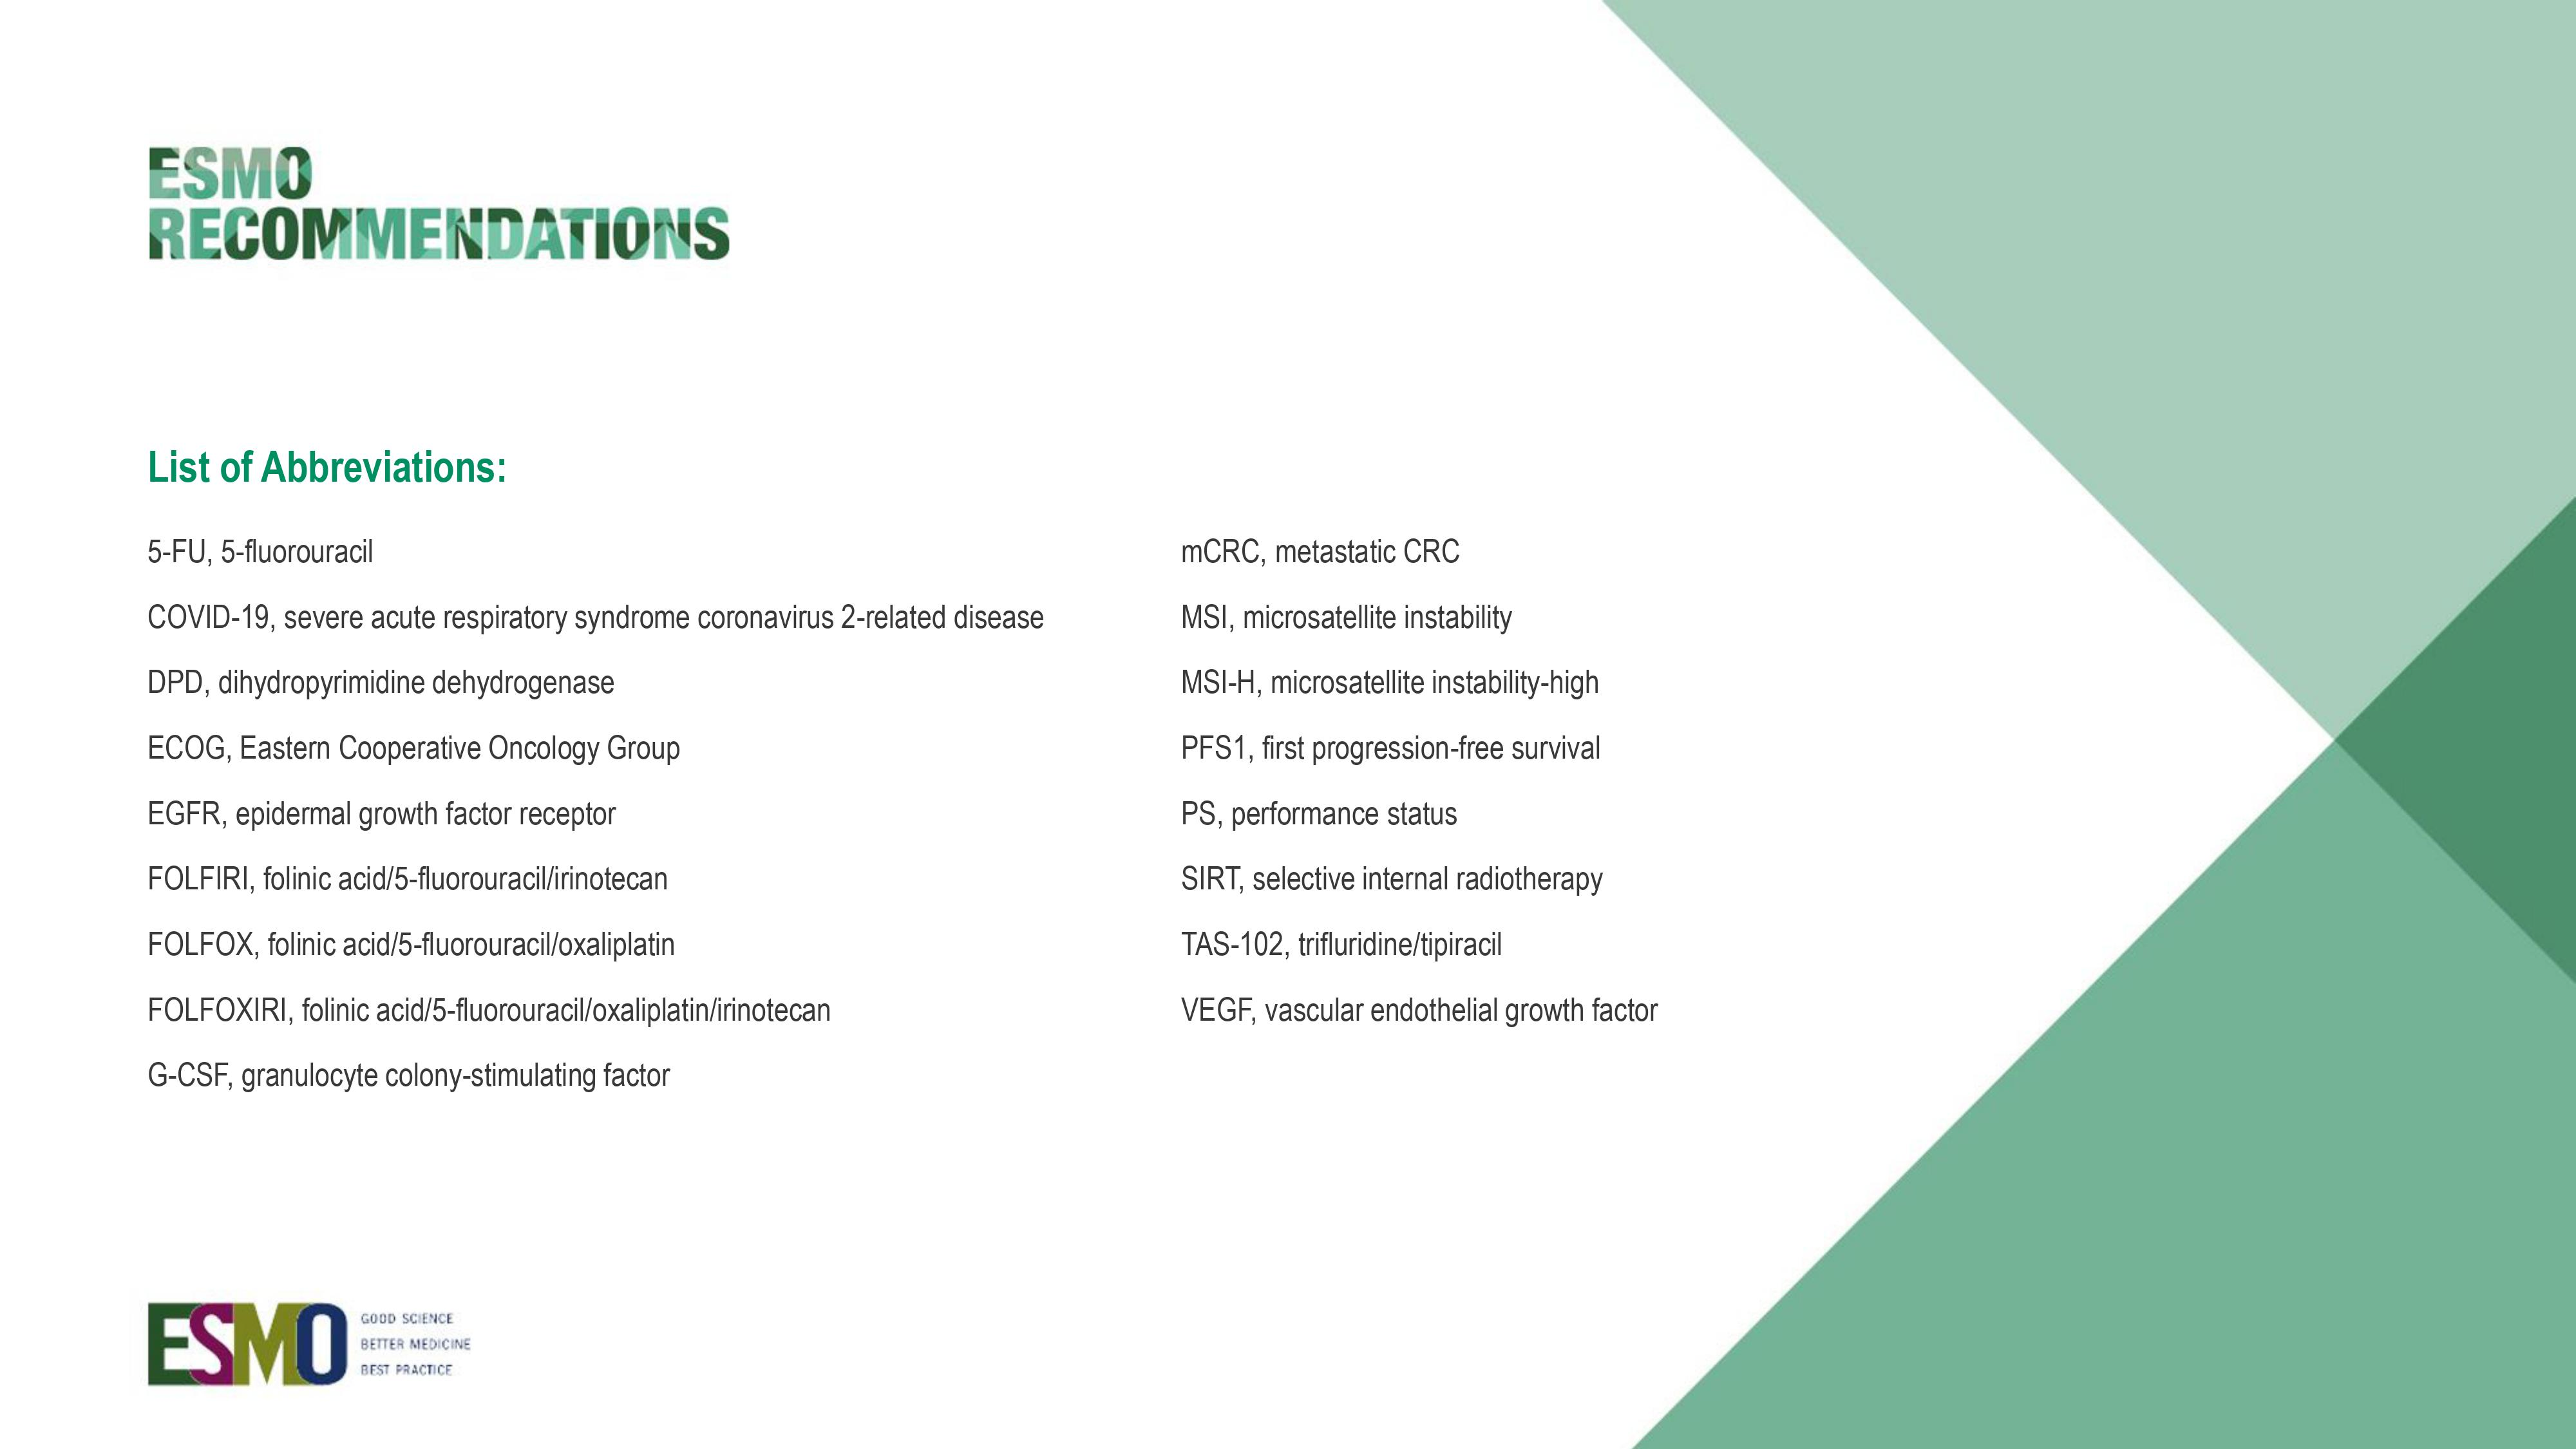 ESMO
RECOMMENDATIONS
List of Abbreviations:
5-FU, 5-fluorouracil
COVID-19, severe acute respiratory syndrome coronavirus 2-related disease
DPD, dihydropyrimidine dehydrogenase
ECOG, Eastern Cooperative Oncology Group
EGFR, epidermal growth factor receptor
FOLFIRI, folinic acid/5-fluorouracil/irinotecan
FOLFOX, folinic acid/5-fluorouracil/oxaliplatin
FOLFOXIRI, folinic acid/5-fluorouracil/oxaliplatin/irinotecan
G-CSF, granulocyte colony-stimulating factor
mCRC, metastatic CRC
MSI, microsatellite instability
MSI-H, microsatellite instability-high
PFS1, first progression-free survival
PS, performance status
SIRT, selective internal radiotherapy
TAS-102, trifluridine/tipiracil
VEGF, vascular endothelial growth factor
ESMO
GOOD SCIENCE
BETTER MEDICINE
BEST PRACTICE